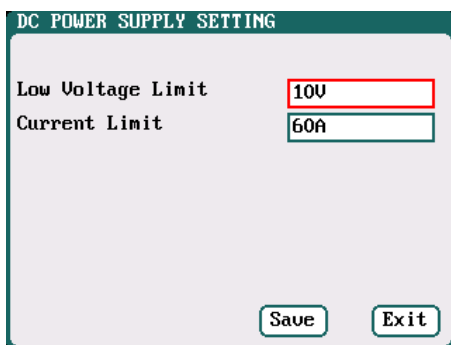 DC POWER SUPPLY SETTING
Low Voltage Limit 10V
Current Limit 60A
Save Exit